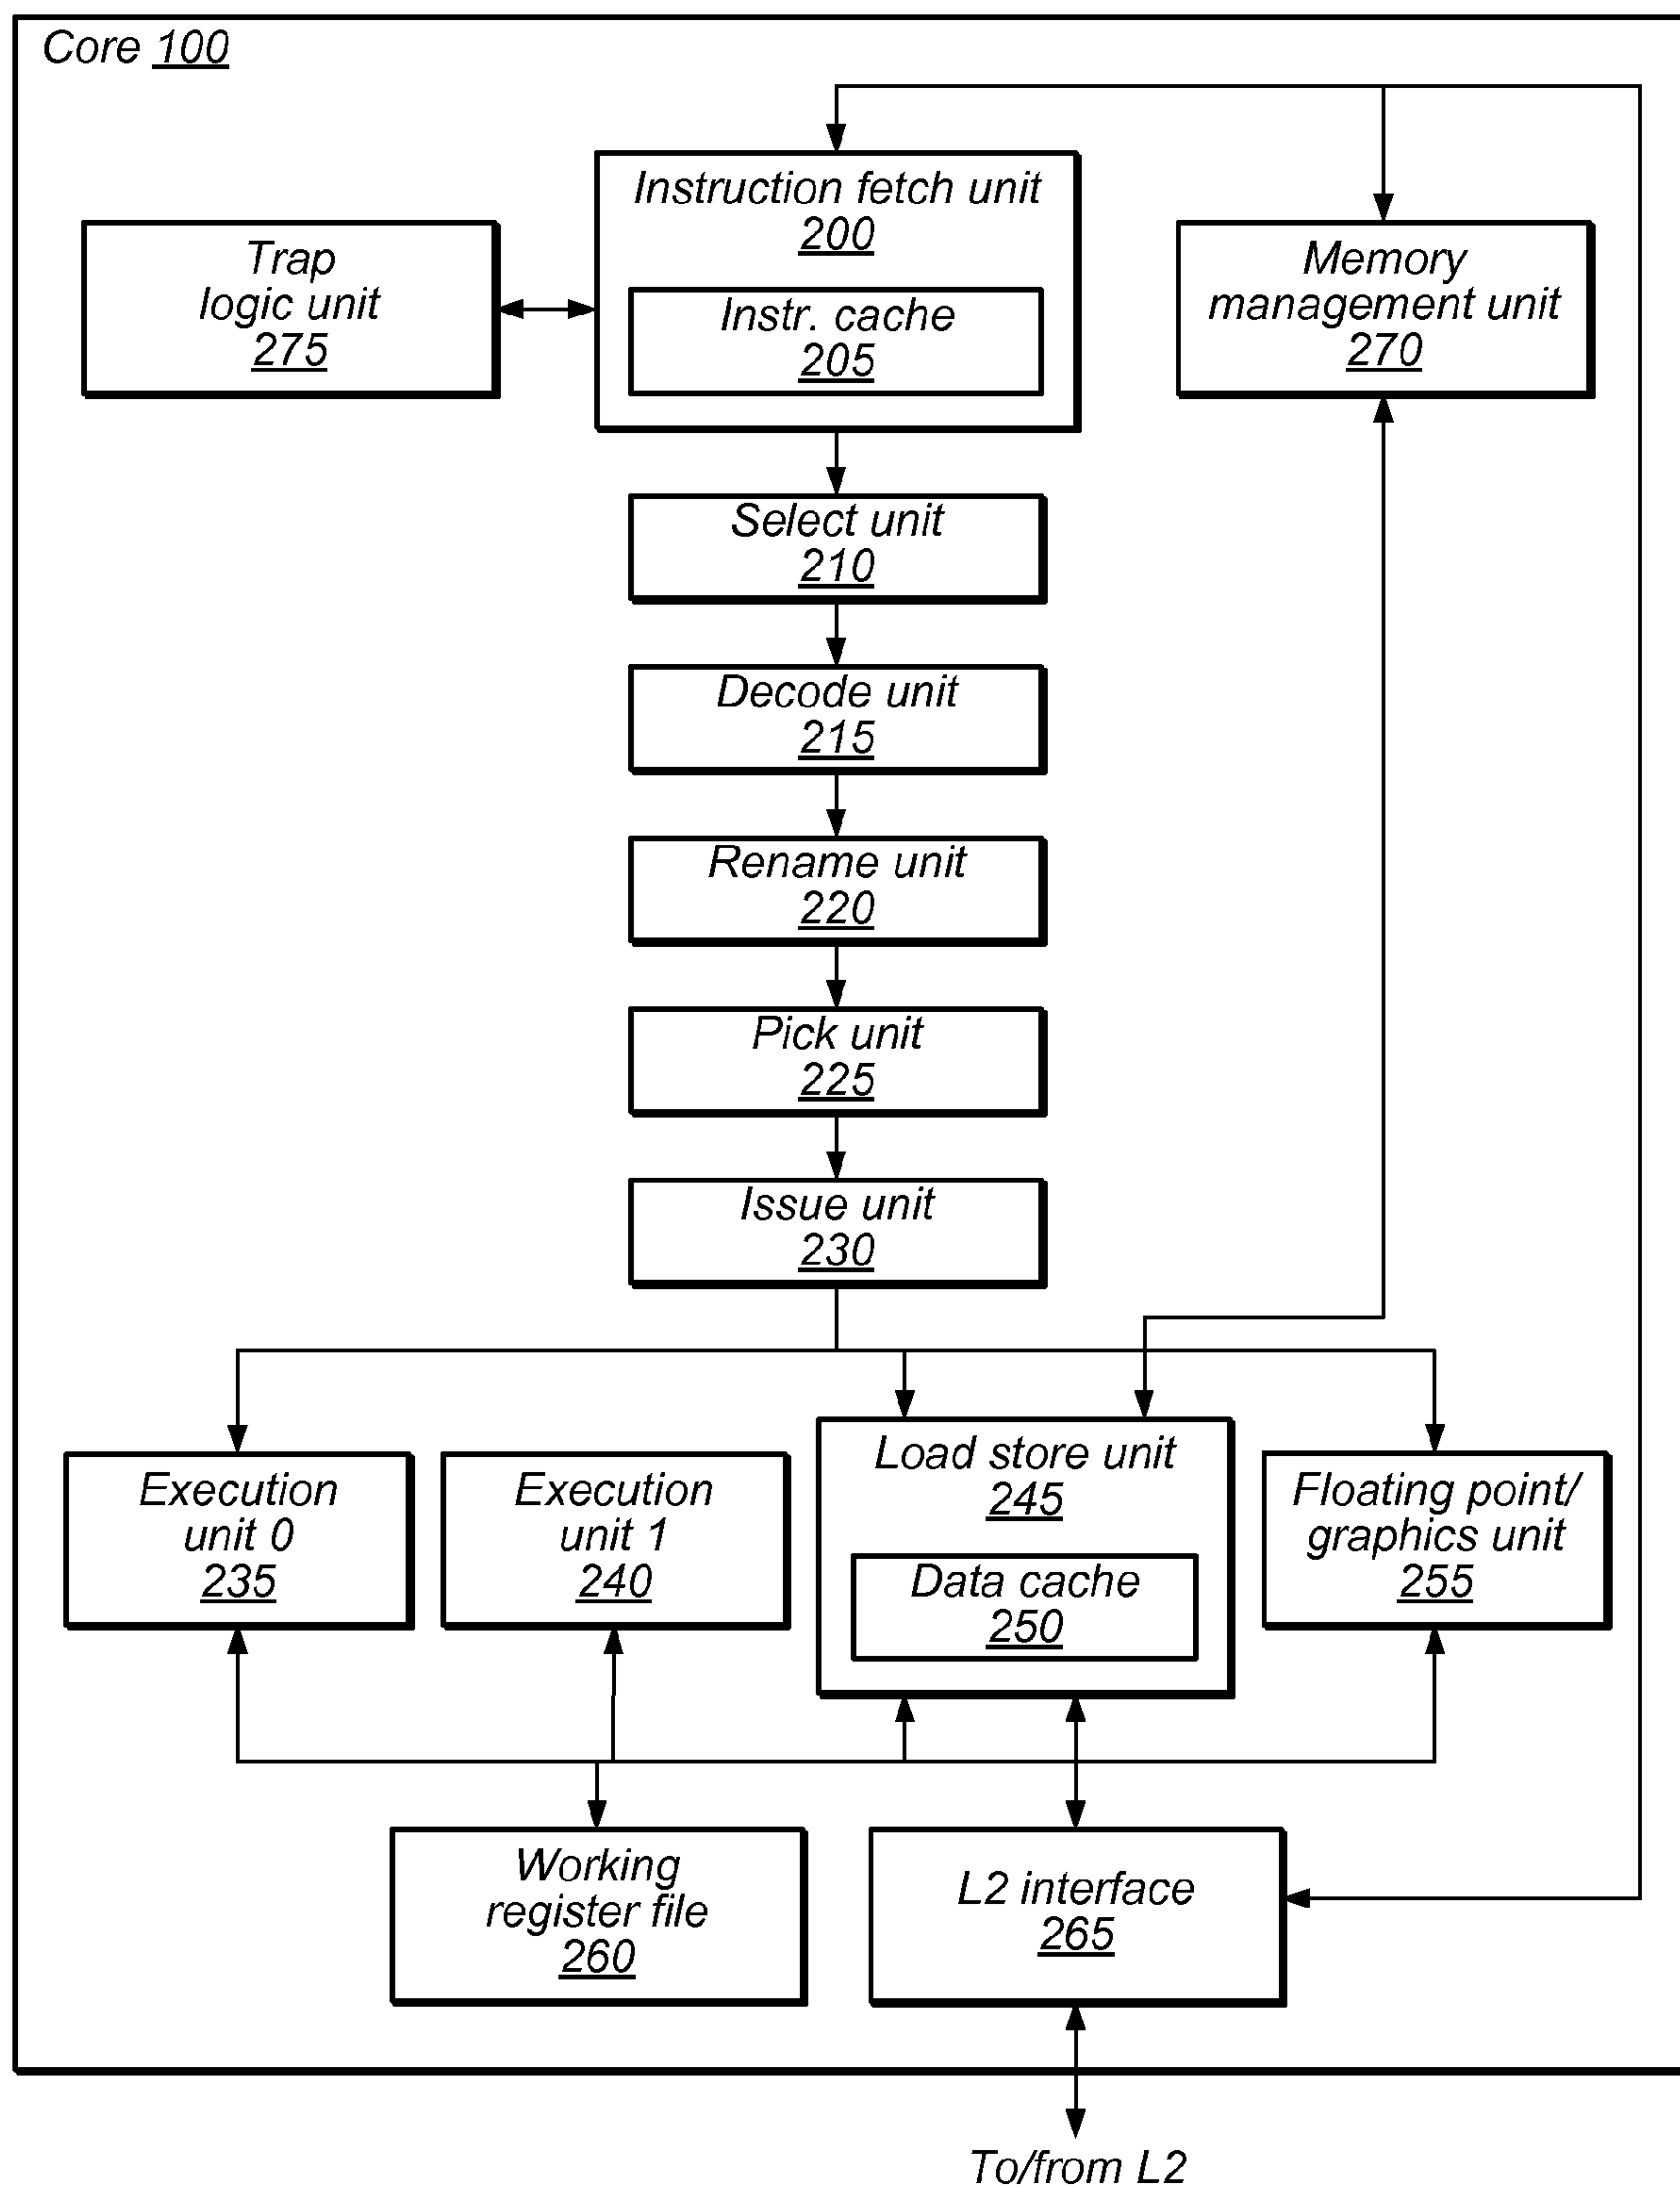 Core 100
Instruction fetch unit
200
Instr. cache
205
Trap
logic unit
275
Memory
management unit
270
Select unit
210
Decode unit
215
Rename unit
220
Pick unit
225
Issue unit
230
Execution
unit 0
235
Execution
unit 1
240
Load store unit
245
Data cache
250
Floating point/
graphics unit
255
Working
register file
260
L2 interface
265
To/from L2